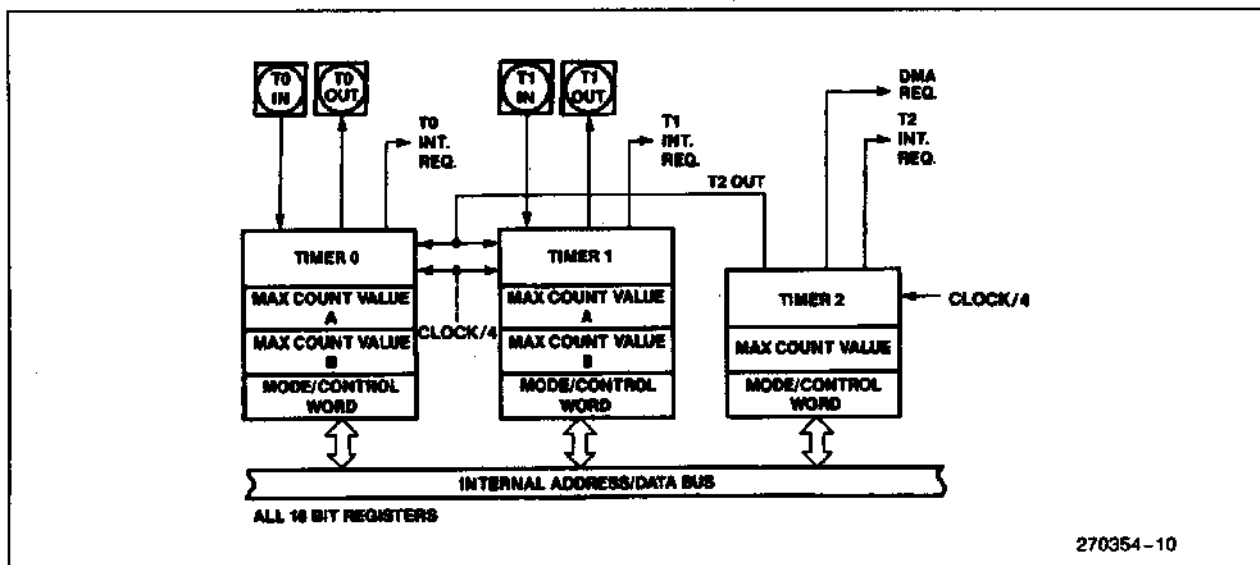 T0
IN
T0
OUT
T0
INT.
REQ.
T1
IN
T1
OUT
T1
INT.
REQ.
DMA
REQ.
T2
INT.
REQ.
T2 OUT
TIMER 0
MAX COUNT VALUE
A
MAX COUNT VALUE
B
MODE/CONTROL
WORD
CLOCK/4
TIMER 1
MAX COUNT VALUE
A
MAX COUNT VALUE
B
MODE/CONTROL
WORD
TIMER 2
MAX COUNT VALUE
MODE/CONTROL
WORD
CLOCK/4
INTERNAL ADDRESS/DATA BUS
ALL 16 BIT REGISTERS
270354-10